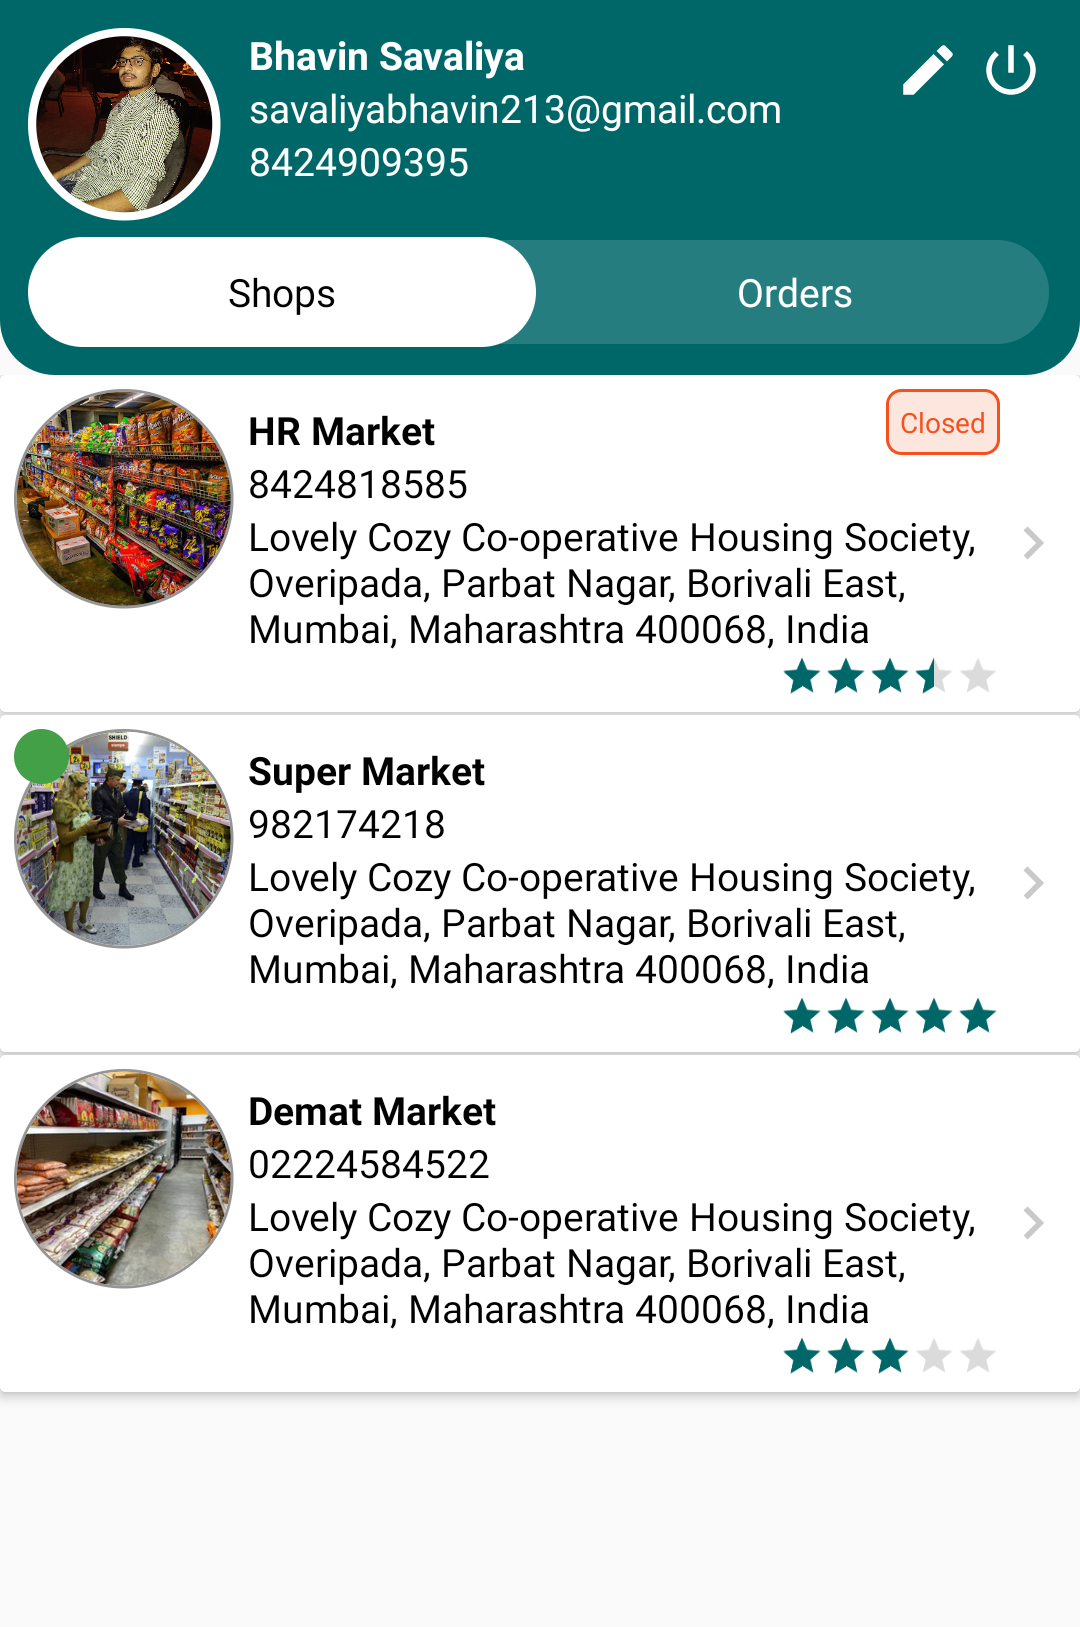 Bhavin Savaliya
savaliyabhavin213@gmail.com
8424909395
Shops
Orders
HR Market
Closed
8424818585
Lovely Cozy Co-operative Housing Society,
Overipada, Parbat Nagar, Borivali East,
Mumbai, Maharashtra 400068, India
Super Market
982174218
Lovely Cozy Co-operative Housing Society,
Overipada, Parbat Nagar, Borivali East,
Mumbai, Maharashtra 400068, India
Demat Market
02224584522
Lovely Cozy Co-operative Housing Society,
Overipada, Parbat Nagar, Borivali East,
Mumbai, Maharashtra 400068, India